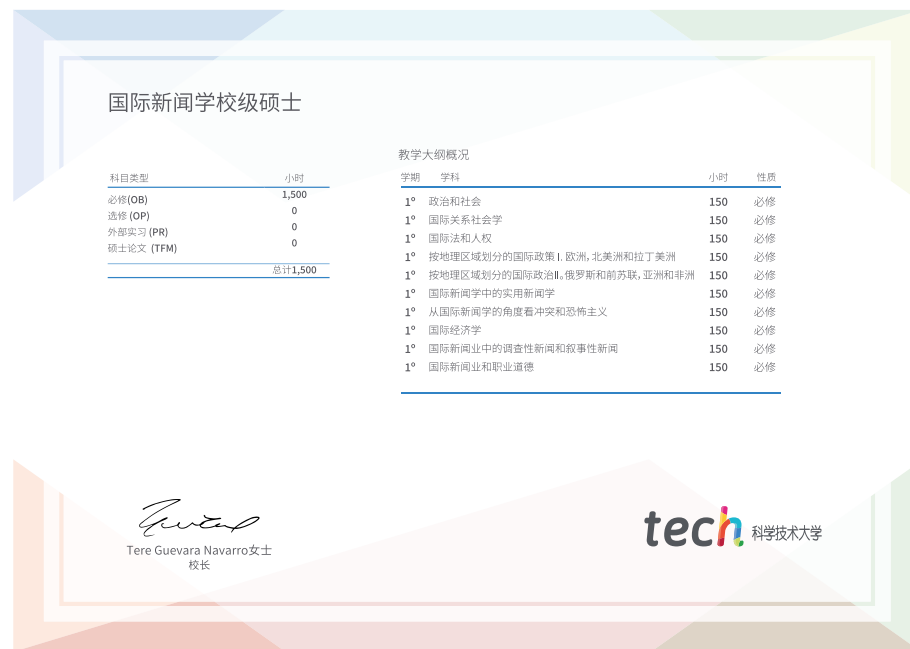 国际新闻学校级硕士
科目类型 小时
必修(OB) 1,500
选修 (OP) 0
外部实习 (PR) 0
硕士论文 (TFM) 0
总计1,500
教学大纲概况
学期 学科 小时 性质
1º 政治和社会 150 必修
1º 国际关系社会学 150 必修
1º 国际法和人权 150 必修
1º 按地理区域划分的国际政策 I. 欧洲, 北美洲和拉丁美洲 150 必修
1º 按地理区域划分的国际政治II。俄罗斯和前苏联, 亚洲和非洲 150 必修
1º 国际新闻学中的实用新闻学 150 必修
1º 从国际新闻学的角度看冲突和恐怖主义 150 必修
1º 国际经济学 150 必修
1º 国际新闻业中的调查性新闻和叙事性新闻 150 必修
1º 国际新闻业和职业道德 150 必修
Tere Guevara Navarro女士
校长
tech 科学技术大学